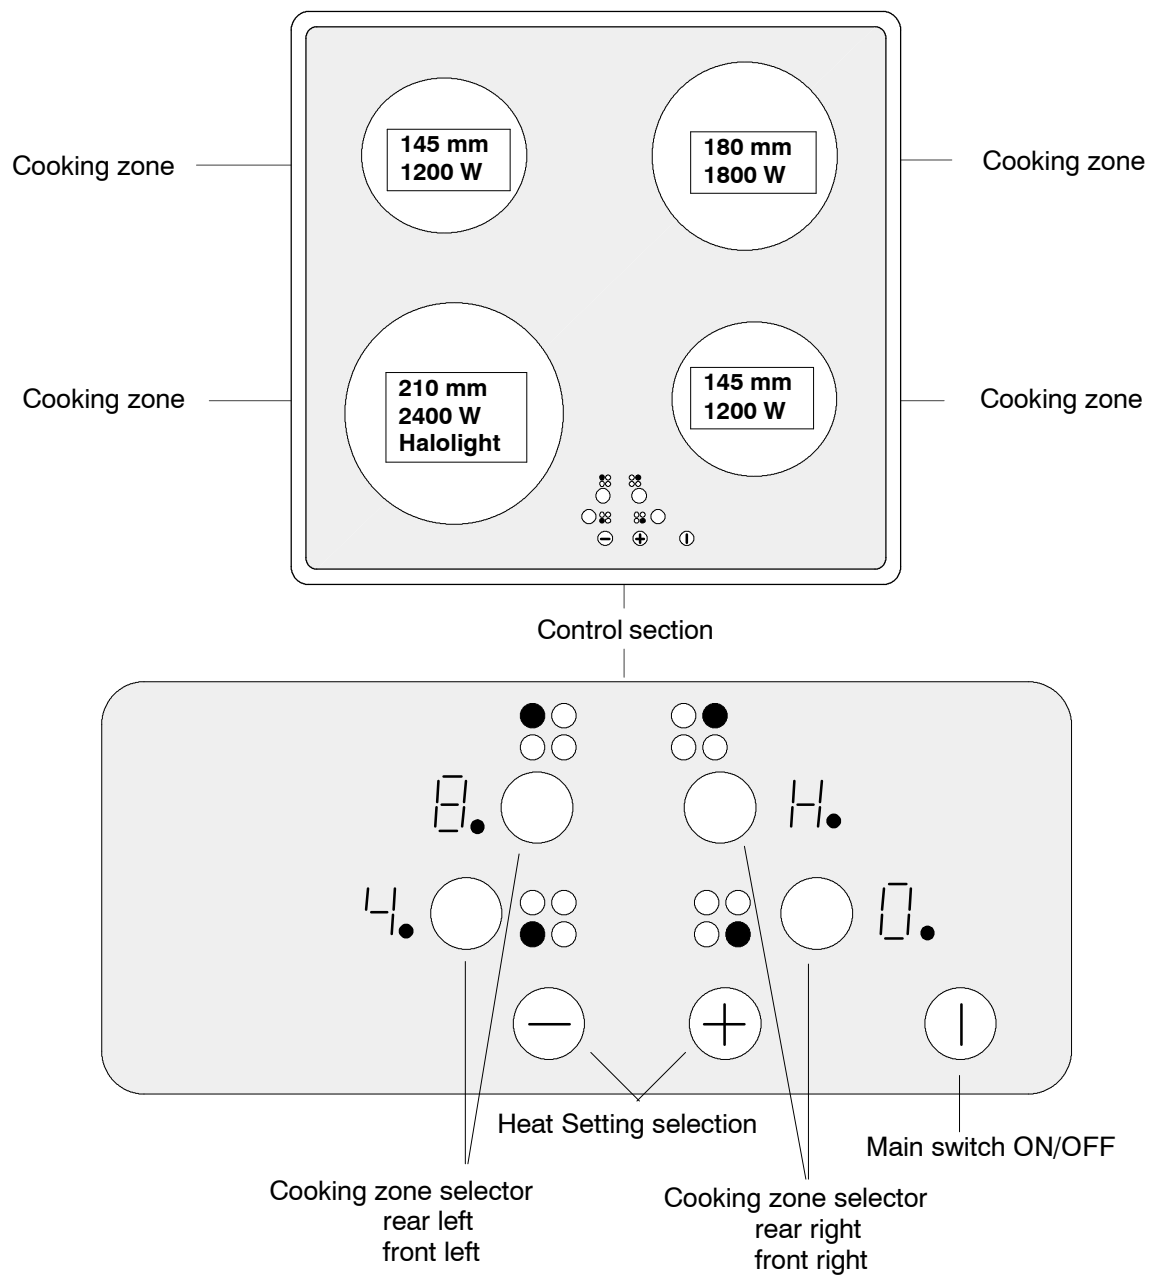 145 mm
1200 W
180 mm
1800 W
Cooking zone
Cooking zone
210 mm
2400 W
Halolight
145 mm
1200 W
Cooking zone
Cooking zone
Control section
8.
H.
4.
0.
Heat Setting selection
Main switch ON/OFF
Cooking zone selector
rear left
front left
Cooking zone selector
rear right
front right